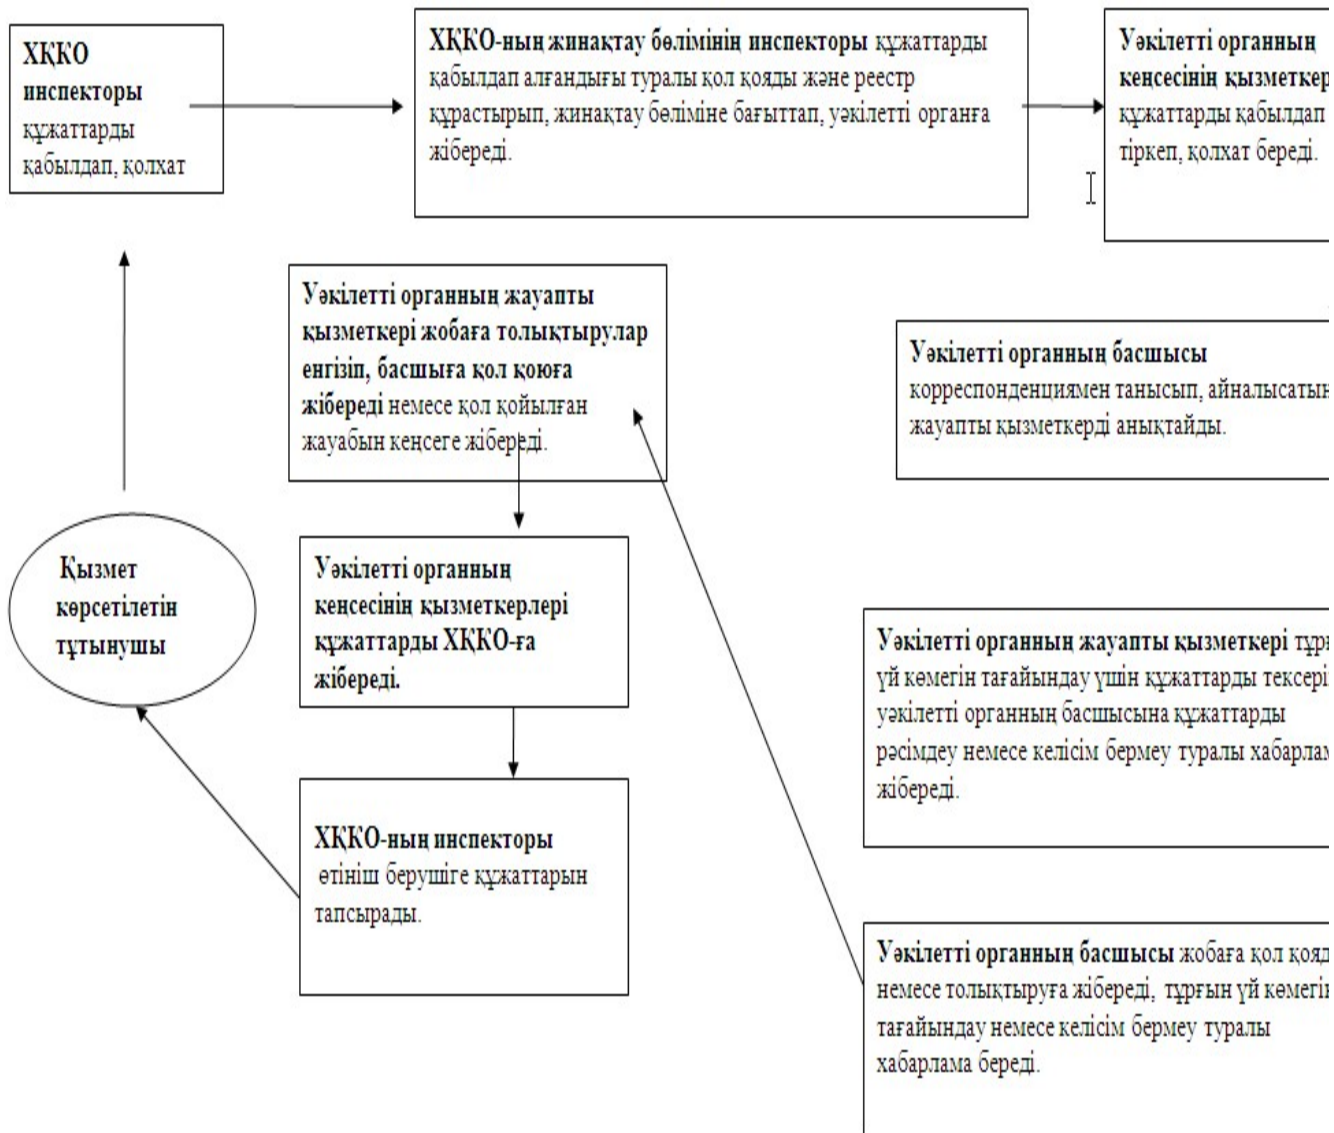 ХҚКО
инспекторы
құжаттарды
қабылдап, қолхат
ХҚКО-ның жинақтау бөлімінің инспекторы құжаттарды
қабылдап алғандығы туралы қол қояды және реестр
құрастырып, жинақтау бөліміне бағыттап, уәкілетті органға
жібереді.
Уәкілетті органның
кеңсесінің қызметкер
құжаттарды қабылдап
тіркеп, қолхат береді.
Уәкілетті органның жауапты
қызметкері жобаға толықтырулар
енгізіп, басшыға қол қоюға
жібереді немесе қол қойылған
жауабын кеңсеге жібереді.
Уәкілетті органның басшысы
корреспонденциямен танысып, айналысатын
жауапты қызметкерді анықтайды.
Қызмет
көрсетілетін
тұтынушы
Уәкілетті органның
кеңсесінің қызметкерлері
құжаттарды ХҚКО-ға
жібереді.
Уәкілетті органның жауапты қызметкері
үй көмегін тағайындау үшін құжаттарды
уәкілетті органның басшысына құжаттарды
рәсімдеу немесе келісім бермеу туралы
жібереді.
ХҚКО-ның инспекторы
өтініш берушіге құжаттарын
тапсырады.
Уәкілетті органның басшысы жобаға қол
немесе толықтыруға жібереді, тұрғын үй
тағайындау немесе келісім бермеу туралы
хабарлама береді.